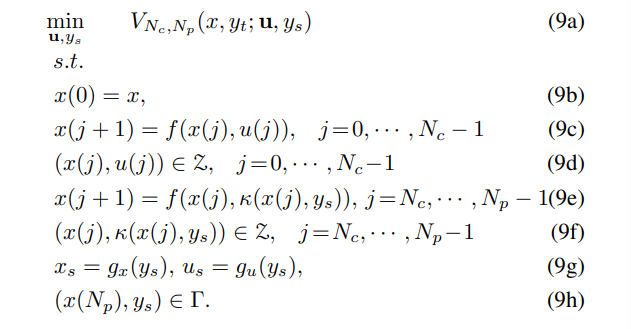 min u,y_s V_{N_c,N_p}(x, y_t; u, y_s) (9a)
s.t.
x(0) = x, (9b)
x(j + 1) = f(x(j), u(j)), j=0, ⋯ , N_c − 1 (9c)
(x(j), u(j)) ∈ Z, j=0, ⋯ , N_c−1 (9d)
x(j + 1) = f(x(j), κ(x(j), y_s)), j=N_c, ⋯ , N_p − 1(9e)
(x(j), κ(x(j), y_s)) ∈ Z, j=N_c, ⋯ , N_p−1 (9f)
x_s = g_x(y_s), u_s = g_u(y_s), (9g)
(x(N_p), y_s) ∈ Γ. (9h)